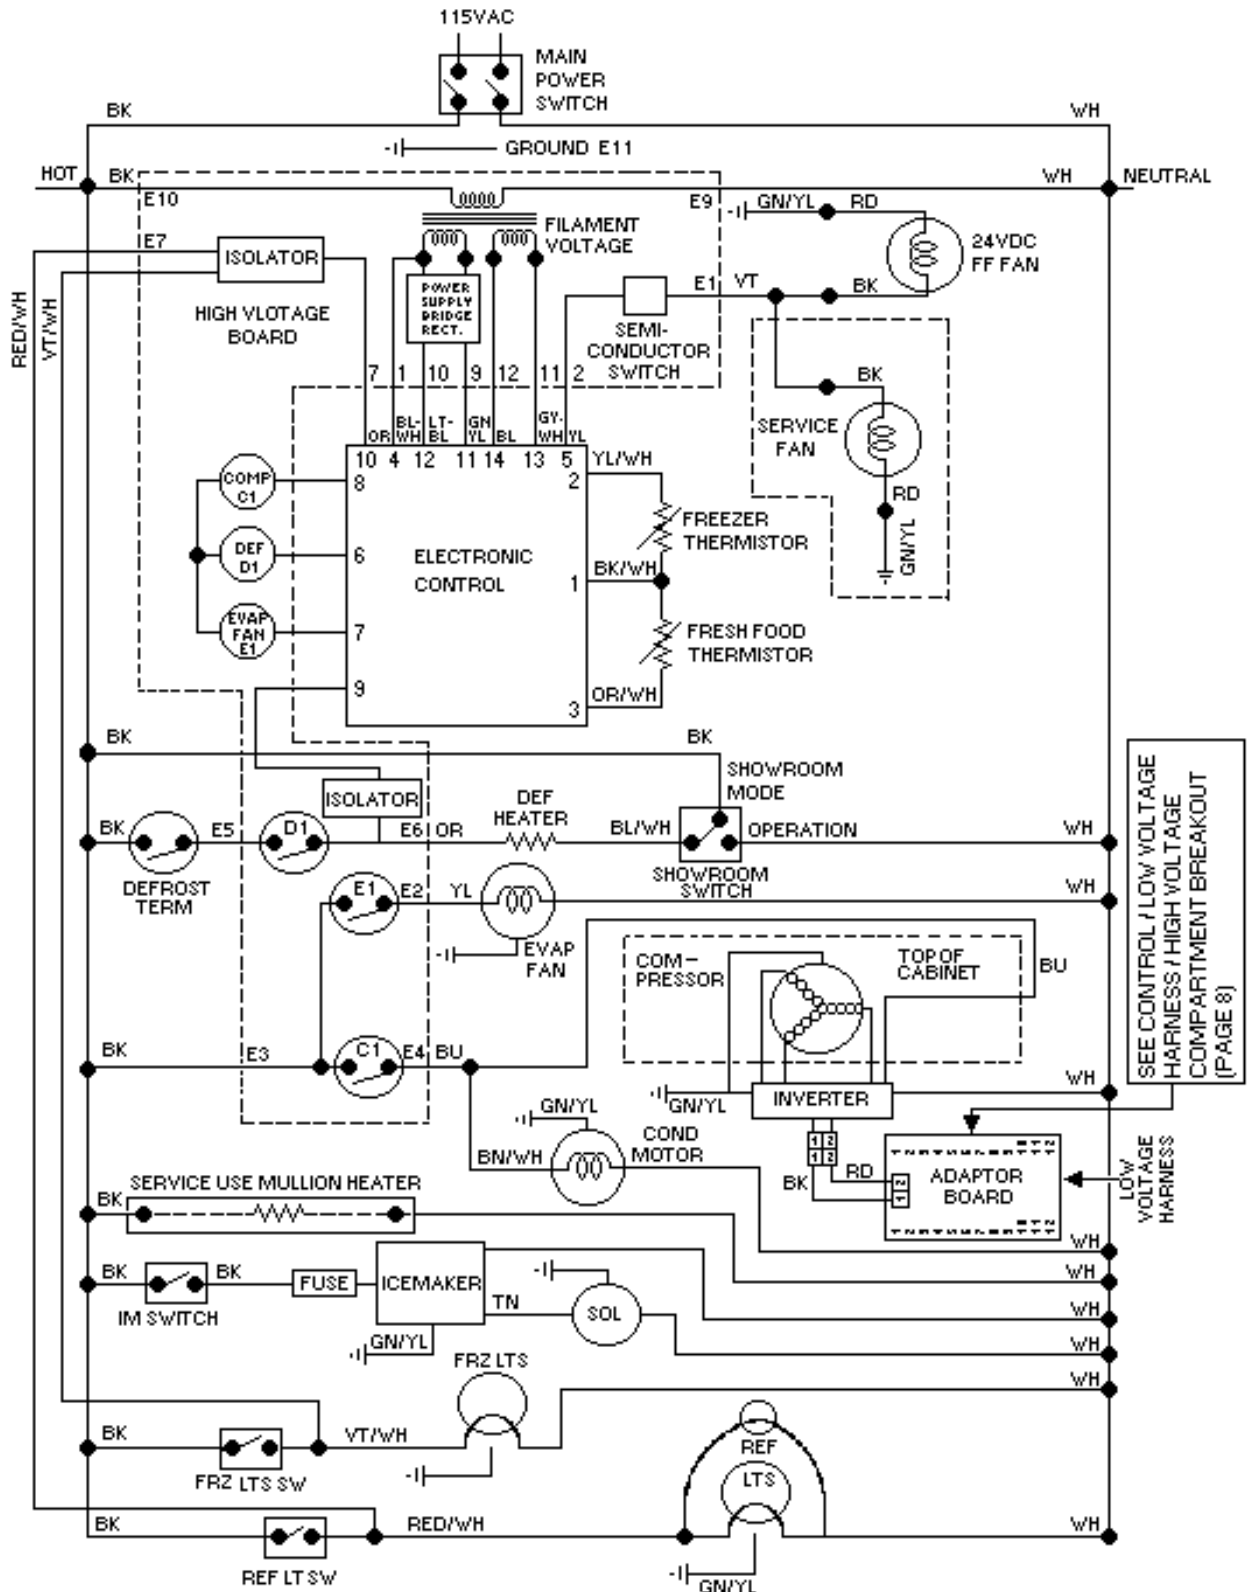 115VAC
MAIN
POWER
SWITCH
BK
WH
GROUND E11
HOT
BK
WH
NEUTRAL
E10
E9
GN/YL
RD
FILAMENT
VOLTAGE
24VDC
FF FAN
E7
ISOLATOR
HIGH VLOTAGE
BOARD
RED/WH
VT/WH
POWER
SUPPLY
BRIDGE
RECT.
E1
VT
BK
SEMI-
CONDUCTOR
SWITCH
7 1 10 9 12 11 2
BK
SERVICE
FAN
RD
GN/YL
OR
BL-
WH
LT-
BL
GN
YL
BL
GY-
WH
YL
10 4 12 11 14 13 5
YL/WH
COMP
C1
8
2
FREEZER
THERMISTOR
DEF
D1
6
ELECTRONIC
CONTROL
BK/WH
1
EVAP
FAN
E1
7
FRESH FOOD
THERMISTOR
9
OR/WH
3
BK
BK
SHOWROOM
MODE
ISOLATOR
DEF
HEATER
BK
E5
D1
E6
OR
BL/WH
OPERATION
WH
DEFROST
TERM
SHOWROOM
SWITCH
E1
E2
YL
WH
EVAP
FAN
COM-
PRESSOR
TOP OF
CABINET
BU
BK
E3
C1
E4
BU
WH
GN/YL
INVERTER
GN/YL
COND
MOTOR
BN/WH
1 2
1 2
BK
RD
2
1
ADAPTOR
BOARD
LOW
VOLTAGE
HARNESS
SEE CONTROL / LOW VOLTAGE
HARNESS / HIGH VOLTAGE
COMPARTMENT BREAKOUT
(PAGE 8)
SERVICE USE MULLION HEATER
BK
WH
WH
BK
BK
FUSE
ICEMAKER
IM SWITCH
TN
SOL
WH
GN/YL
WH
FRZ LTS
WH
BK
VT/WH
FRZ LTS SW
REF
LTS
BK
RED/WH
WH
REF LT SW
GN/YL